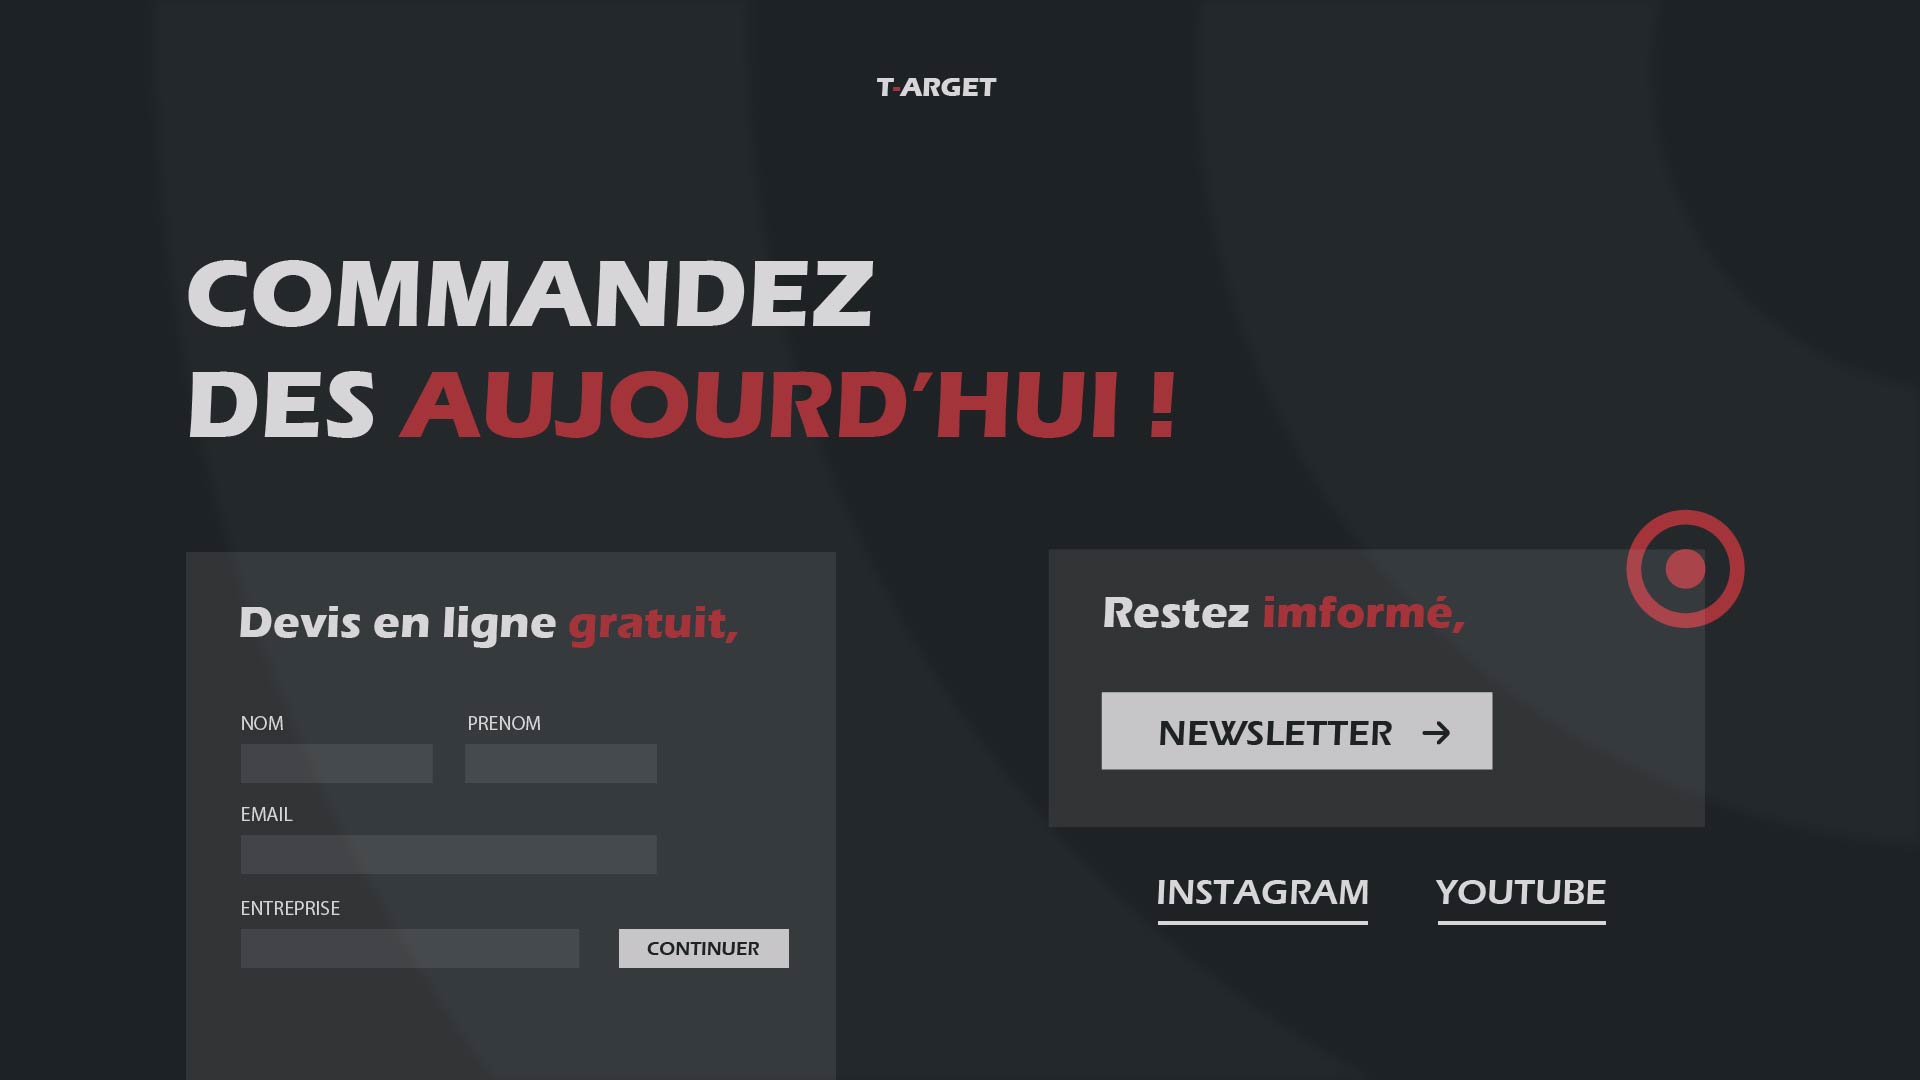 T-ARGET
COMMANDEZ
DES AUJOURD'HUI !
Devis en ligne gratuit,
NOM PRENOM
EMAIL
ENTREPRISE
CONTINUER
Restez imformé,
NEWSLETTER →
INSTAGRAM YOUTUBE